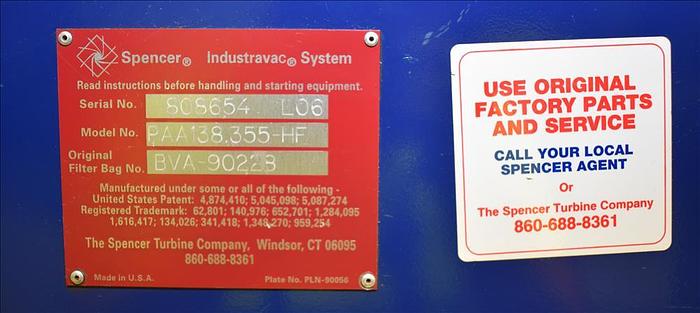 Spencer® Industravac® System
Read instructions before handling and starting equipment.
Serial No. 808654 L06
Model No. PAA138.355-HF
Original
Filter Bag No. BVA-90228
Manufactured under some or all of the following -
United States Patent: 4,874,410; 5,045,098; 5,087,274
Registered Trademark: 62,801; 140,976; 652,701; 1,284,095
1,616,417; 134,026; 341,418; 1,348,270; 959,254
The Spencer Turbine Company, Windsor, CT 06095
860-688-8361
Made in U.S.A. Plate No. PLN-90056
USE ORIGINAL
FACTORY PARTS
AND SERVICE
CALL YOUR LOCAL
SPENCER AGENT
Or
The Spencer Turbine Company
860-688-8361